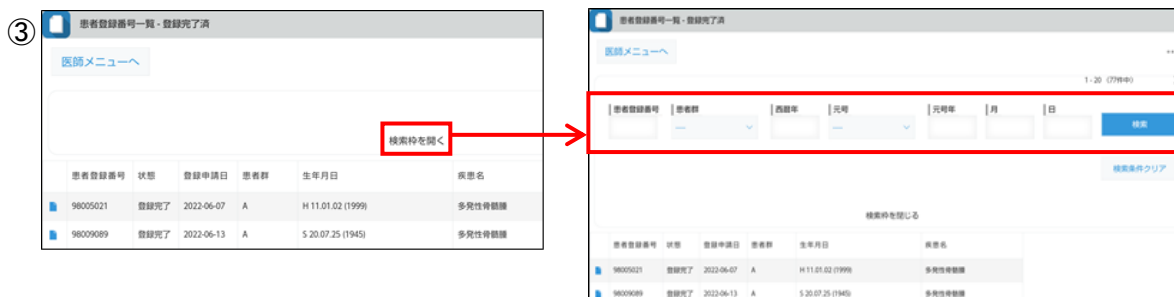 ③
患者登録番号一覧 - 登録完了済
医師メニューへ
検索枠を開く
患者登録番号 状態 登録申請日 患者群 生年月日 疾患名
98005021 登録完了 2022-06-07 A H 11.01.02 (1999) 多発性骨髄腫
98009089 登録完了 2022-06-13 A S 20.07.25 (1945) 多発性骨髄腫
患者登録番号一覧 - 登録完了済
医師メニューへ
1 - 20 (77件中)
患者登録番号 患者群 西暦年 元号 元号年 月 日
--- --- 検索
検索条件クリア
検索枠を閉じる
患者登録番号 状態 登録申請日 患者群 生年月日 疾患名
98005021 登録完了 2022-06-07 A H 11.01.02 (1999) 多発性骨髄腫
98009089 登録完了 2022-06-13 A S 20.07.25 (1945) 多発性骨髄腫